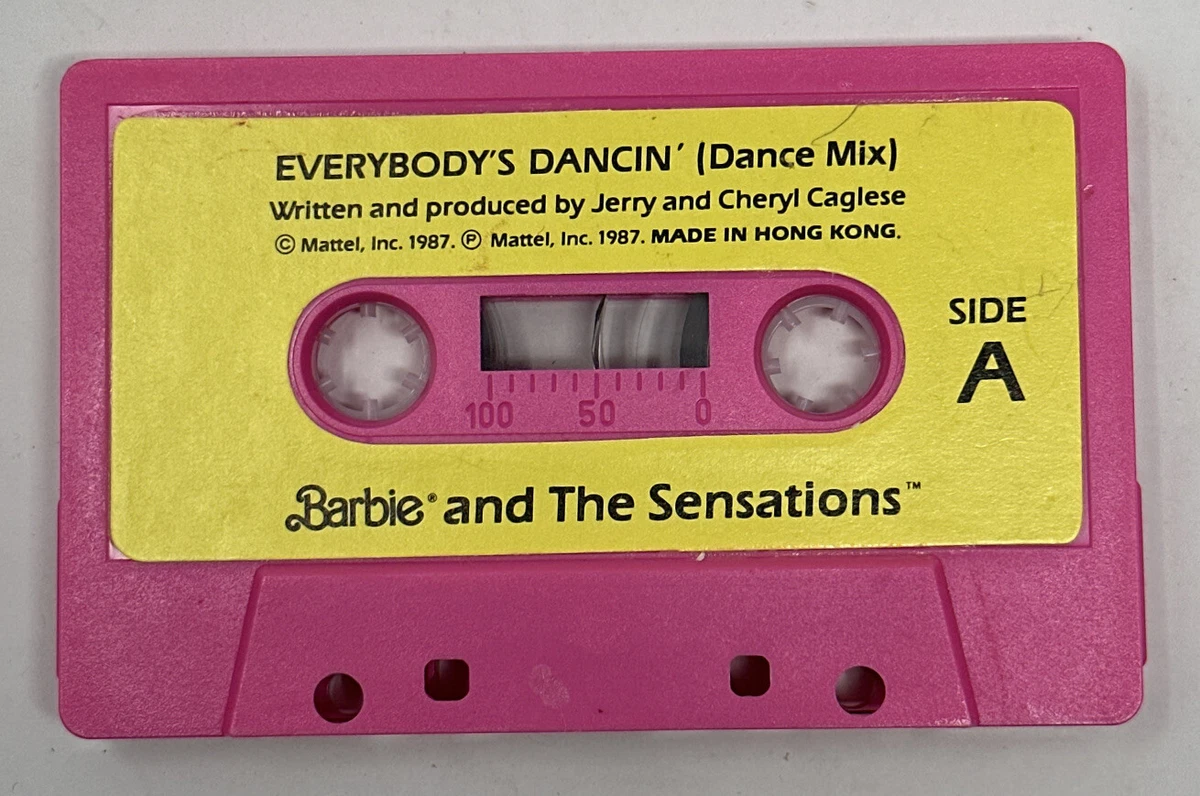 EVERYBODY'S DANCIN' (Dance Mix)
Written and produced by Jerry and Cheryl Caglese
© Mattel, Inc. 1987. ℗ Mattel, Inc. 1987. MADE IN HONG KONG.
SIDE
A
100 50 0
Barbie® and The Sensations™